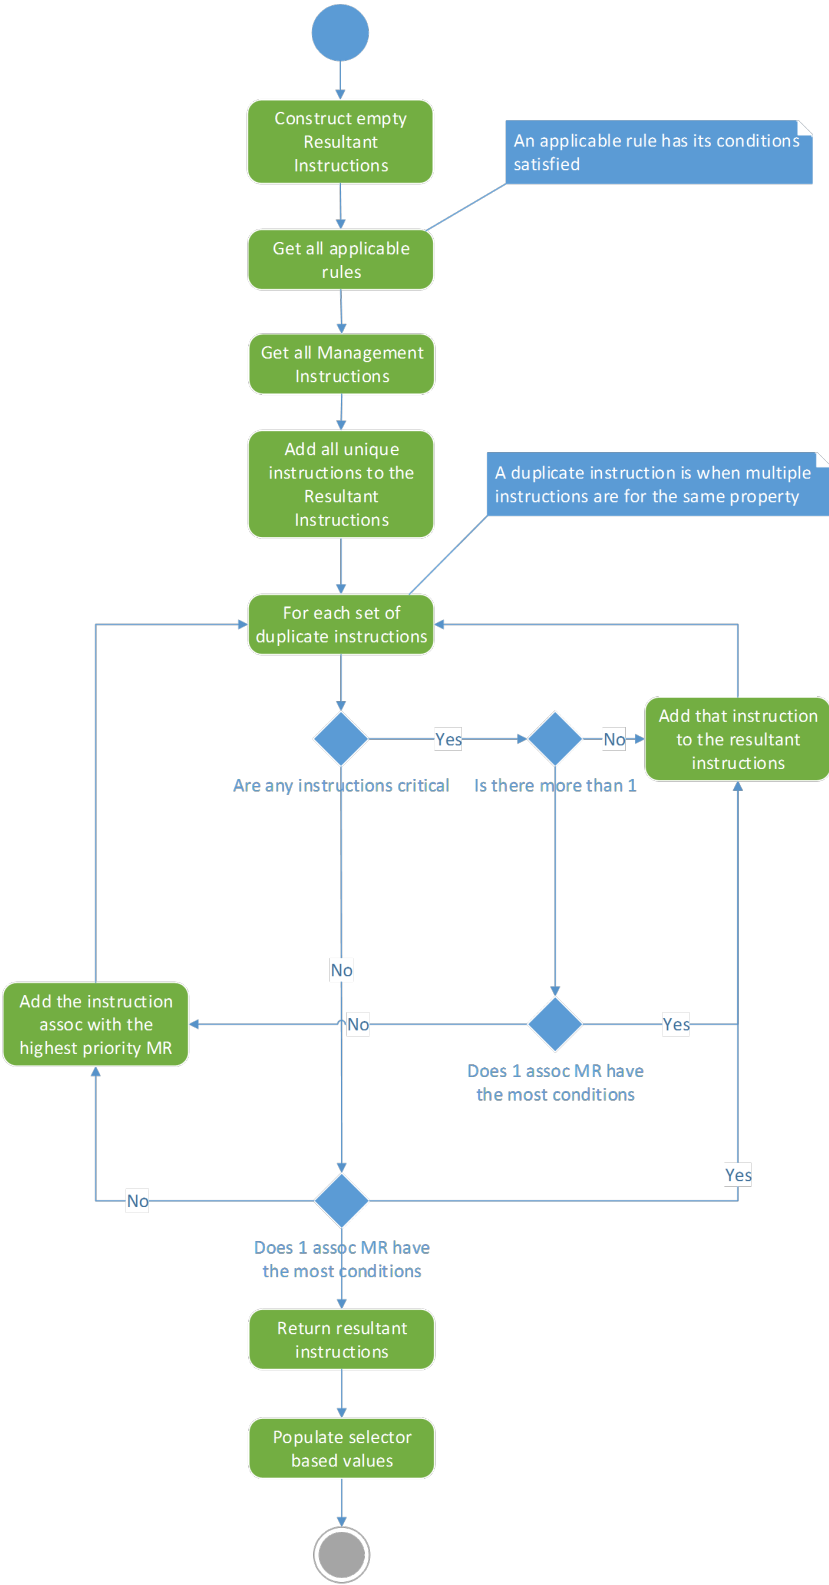 Construct empty
Resultant
Instructions
An applicable rule has its conditions
satisfied
Get all applicable
rules
Get all Management
Instructions
Add all unique
instructions to the
Resultant
Instructions
A duplicate instruction is when multiple
instructions are for the same property
For each set of
duplicate instructions
Add that instruction
to the resultant
instructions
Yes
No
Are any instructions critical
Is there more than 1
No
Add the instruction
assoc with the
highest priority MR
No
Yes
Does 1 assoc MR have
the most conditions
Yes
No
Does 1 assoc MR have
the most conditions
Return resultant
instructions
Populate selector
based values